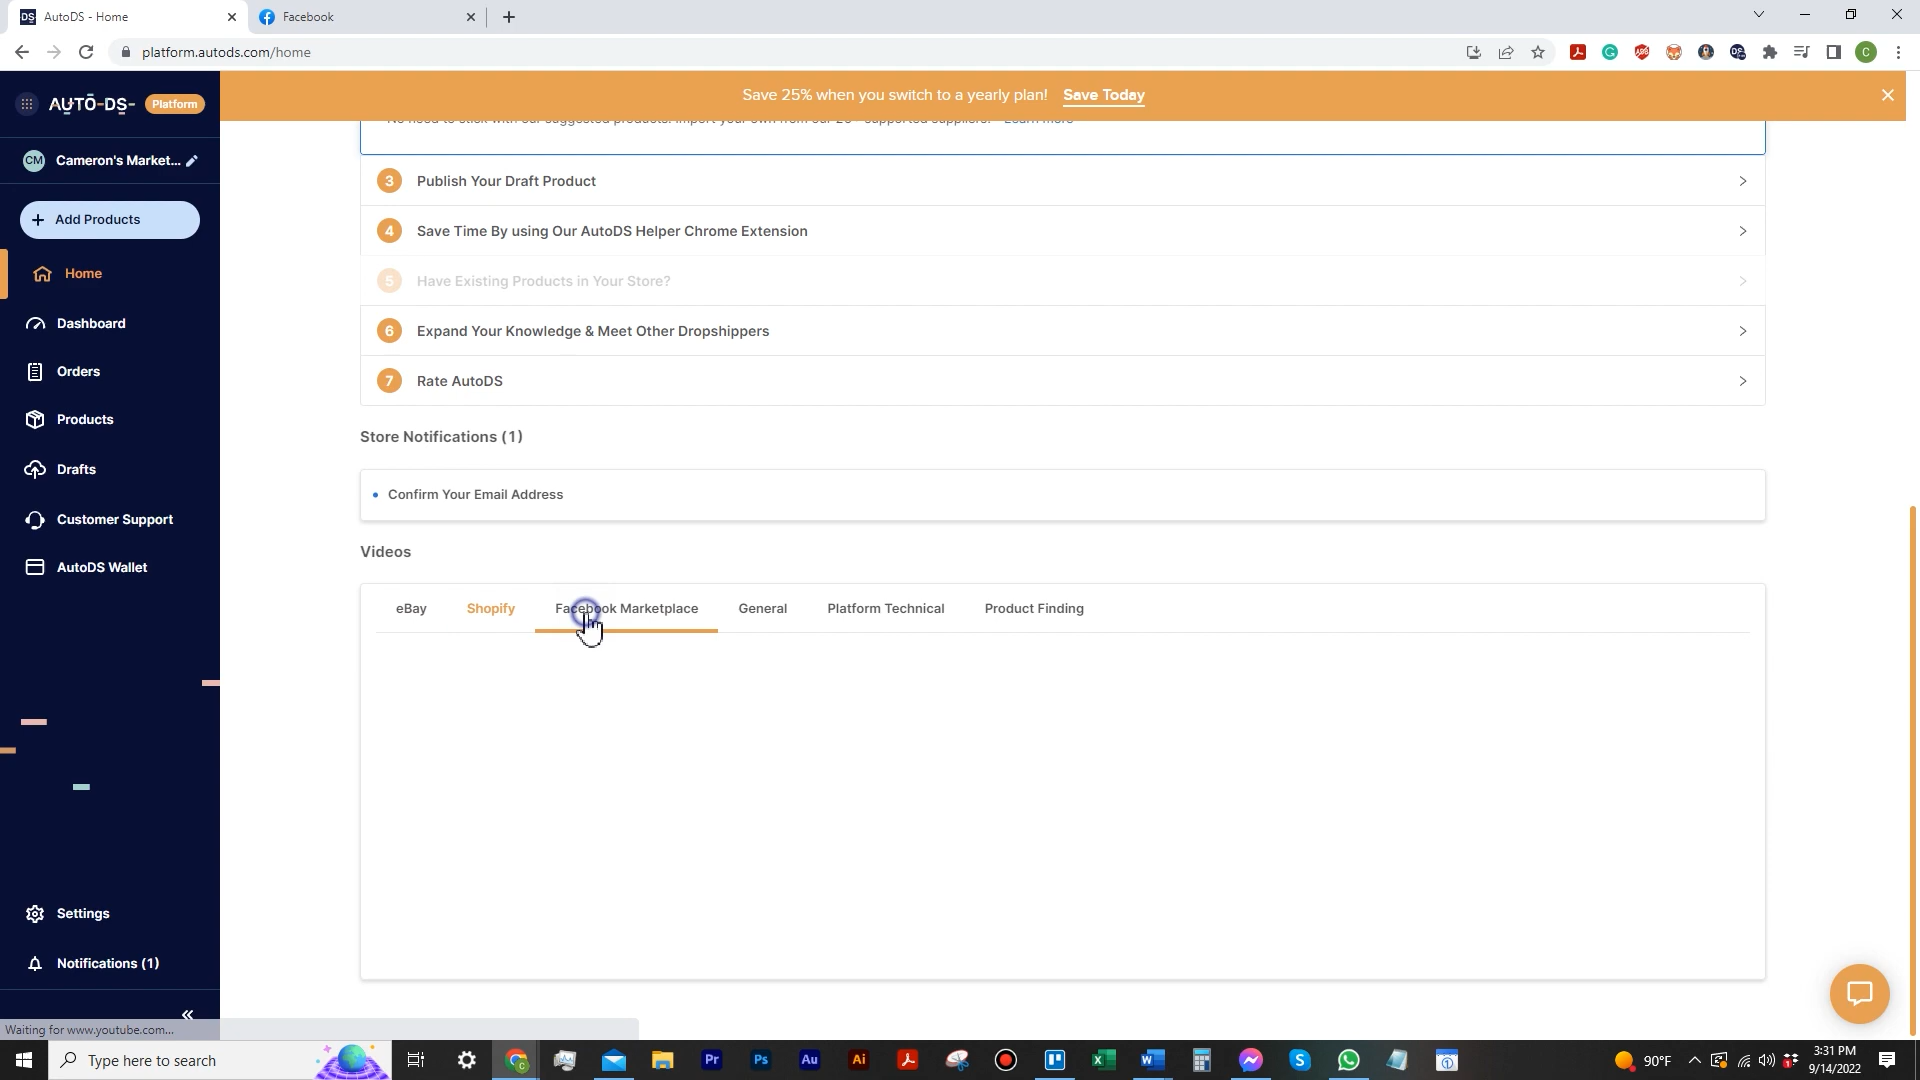 AutoDS - Home
Facebook
platform.autods.com/home
C
AUTO-DS-
Platform
Save 25% when you switch to a yearly plan! Save Today
CM
Cameron's Market...
Add Products
Home
Dashboard
Orders
Products
Drafts
Customer Support
AutoDS Wallet
Settings
Notifications (1)
3 Publish Your Draft Product
4 Save Time By using Our AutoDS Helper Chrome Extension
5 Have Existing Products in Your Store?
6 Expand Your Knowledge & Meet Other Dropshippers
7 Rate AutoDS
Store Notifications (1)
Confirm Your Email Address
Videos
eBay
Shopify
Facebook Marketplace
General
Platform Technical
Product Finding
Waiting for www.youtube.com...
Type here to search
Pr
Ps
Au
Ai
90°F
3:31 PM
9/14/2022